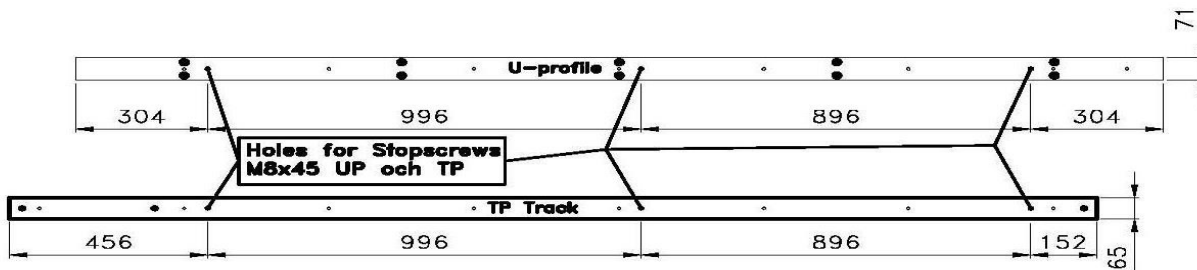 71
U-profile
304 996 896 304
Holes for Stopscrews
M8x45 UP och TP
TP Track
456 996 896 152
65